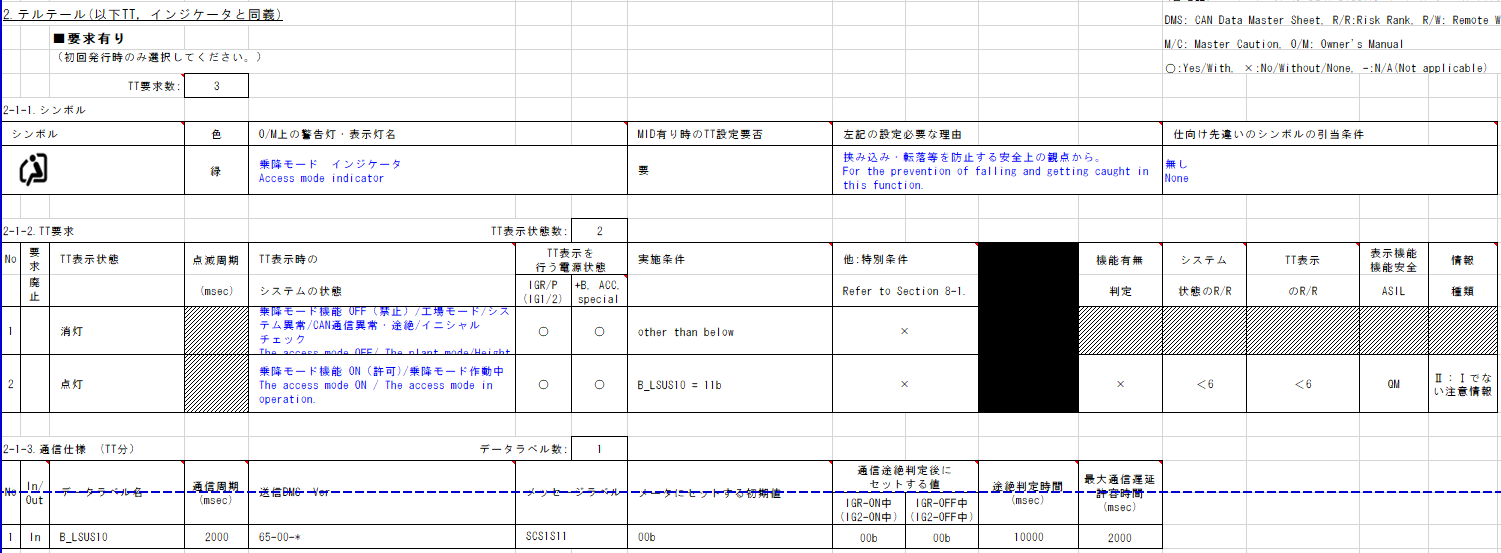 2.テルテール(以下TT, インジケータと同義)
DMS: CAN Data Master Sheet, R/R:Risk Rank, R/W: Remote W
■要求有り
M/C: Master Caution, O/M: Owner's Manual
(初回発行時のみ選択してください。)
○:Yes/With, ×:No/Without/None, -:N/A(Not applicable)
TT要求数: 3
2-1-1.シンボル
シンボル 色 O/M上の警告灯・表示灯名 MID有り時のTT設定要否 左記の設定必要な理由 仕向け先違いのシンボルの引当条件
緑
乗降モード インジケータ
Access mode indicator
要
挟み込み・転落等を防止する安全上の観点から。
For the prevention of falling and getting caught in
this function.
無し
None
2-1-2.TT要求 TT表示状態数: 2
No
要求廃止
TT表示状態
点滅周期
(msec)
TT表示時の
システムの状態
TT表示を
行う電源状態
IGR/P
(IG1/2)
+B, ACC,
special
実施条件
他:特別条件
Refer to Section 8-1.
機能有無
判定
システム
状態のR/R
TT表示
のR/R
表示機能
機能安全
ASIL
情報
種類
1 消灯
乗降モード機能 OFF(禁止)/工場モード/シス
テム異常/CAN通信異常・途絶/イニシャル
チェック
The access mode OFF/ The plant mode/Height
○ ○ other than below ×
2 点灯
乗降モード機能 ON(許可)/乗降モード作動中
The access mode ON / The access mode in
operation.
○ ○ B_LSUS10 = 11b × × <6 <6 QM
Ⅱ:Ⅰでな
い注意情報
2-1-3.通信仕様 (TT分) データラベル数: 1
No
In/
Out
データラベル名
通信周期
(msec)
送信DMS Ver
メッセージラベル
メータにセットする初期値
通信途絶判定後に
セットする値
IGR-ON中
(IG2-ON中)
IGR-OFF中
(IG2-OFF中)
途絶判定時間
(msec)
最大通信遅延
許容時間
(msec)
1 In B_LSUS10 2000 65-00-* SCS1S11 00b 00b 00b 10000 2000